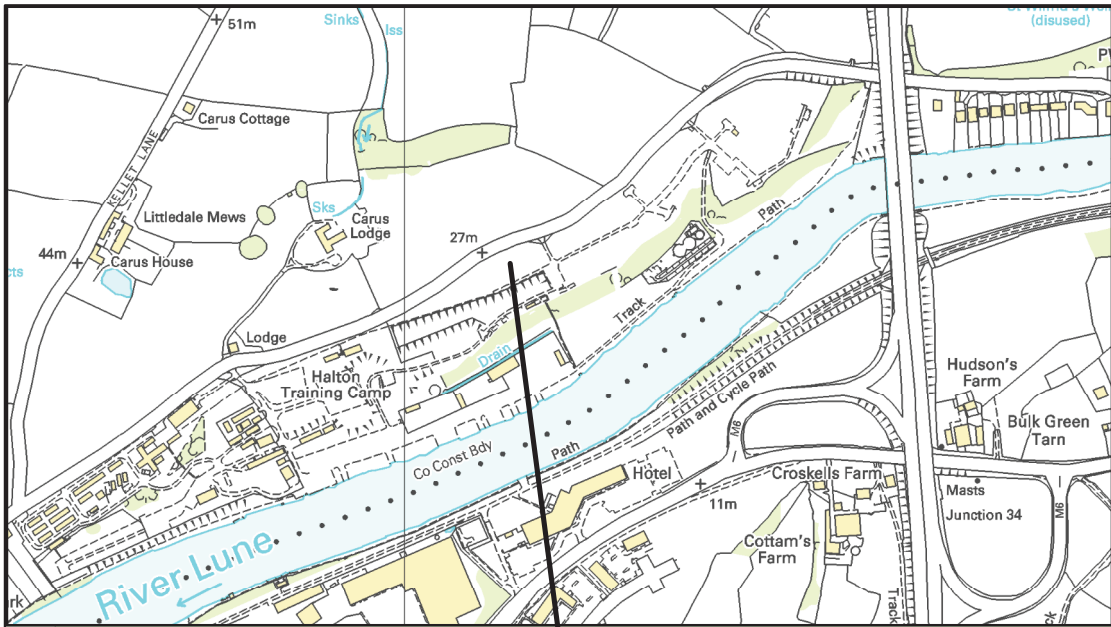 51m
Sinks
Iss
(disused)
Carus Cottage
KELLET LANE
Littledale Mews
Sks
Carus
Lodge
27m
44m
Carus House
Path
Track
Lodge
Drain
Halton
Training Camp
Hudson's
Farm
Bulk Green
Tarn
Path and Cycle Path
M6
Co Const Bdy
Path
Hotel
Croskells Farm
11m
Masts
Junction 34
M6
Cottam's
Farm
River Lune
Track